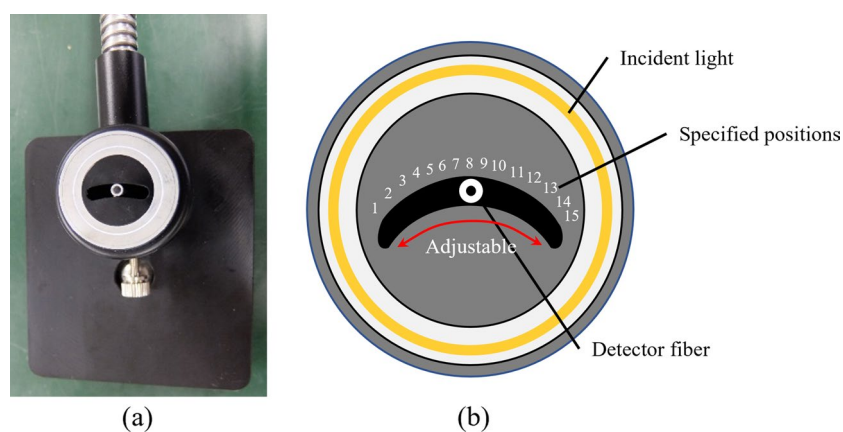 Incident light
Specified positions
1 2 3 4 5 6 7 8 9 10 11 12 13 14 15
Adjustable
Detector fiber
(a)
(b)